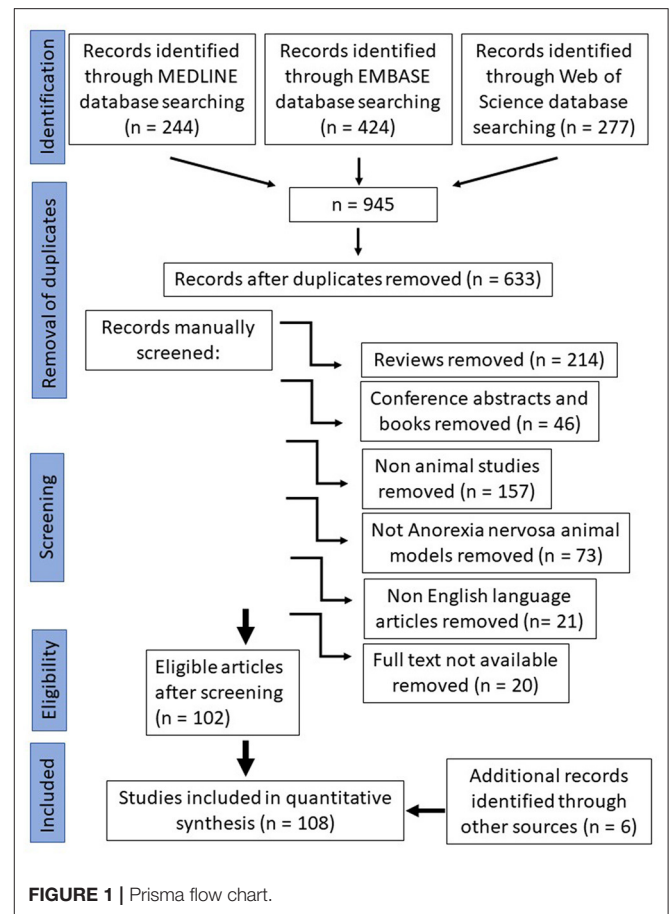 Identification
Records identified
through MEDLINE
database searching
(n = 244)
Records identified
through EMBASE
database searching
(n = 424)
Records identified
through Web of
Science database
searching (n = 277)
n = 945
Removal of duplicates
Records after duplicates removed (n = 633)
Records manually
screened:
Reviews removed (n = 214)
Conference abstracts and
books removed (n = 46)
Screening
Non animal studies
removed (n = 157)
Not Anorexia nervosa animal
models removed (n = 73)
Non English language
articles removed (n= 21)
Full text not available
removed (n = 20)
Eligibility
Eligible articles
after screening
(n = 102)
Included
Studies included in quantitative
synthesis (n = 108)
Additional records
identified through
other sources (n = 6)
FIGURE 1 | Prisma flow chart.